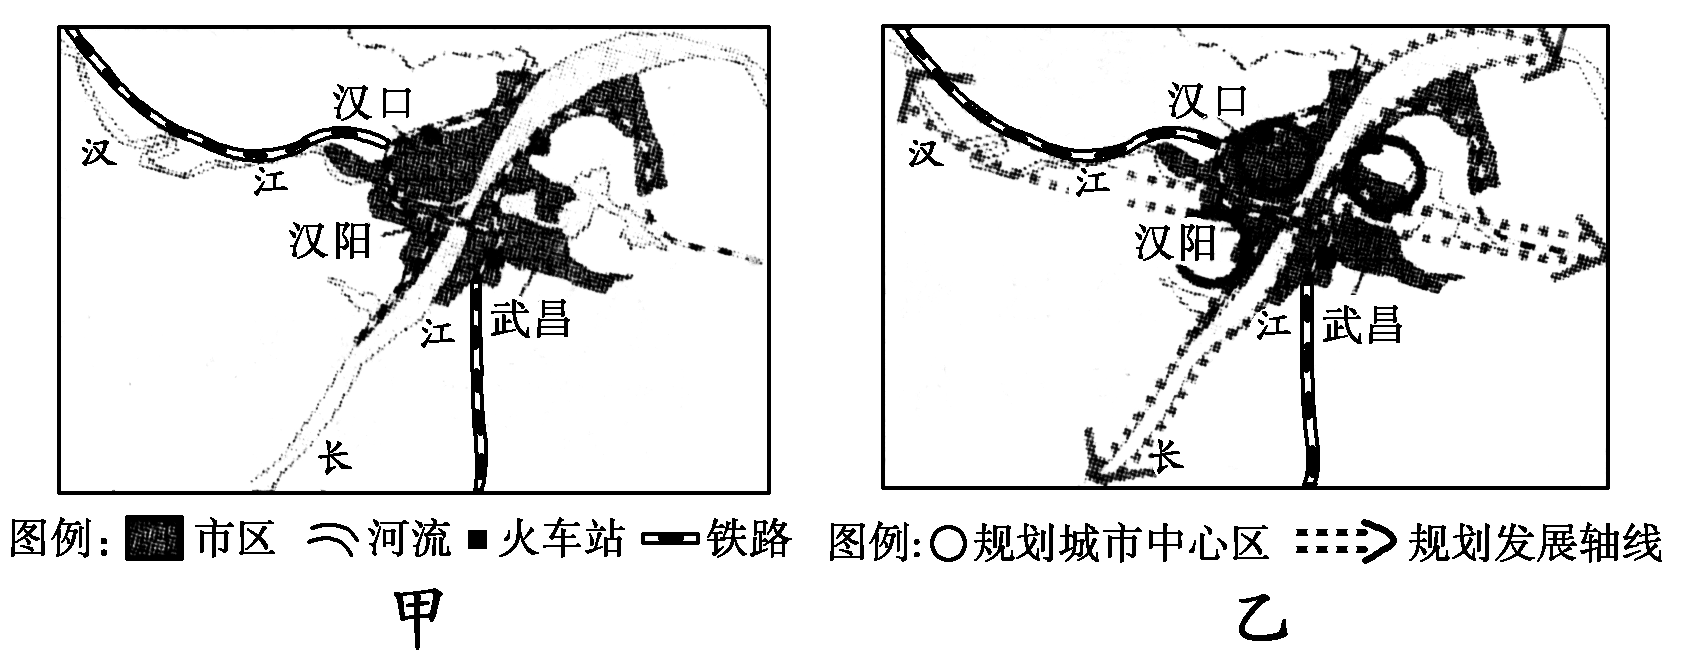 汉口
汉
江
汉阳
武昌
江
长
图例： 市区 河流 火车站 铁路
甲
汉口
汉
江
汉阳
武昌
江
长
图例: 规划城市中心区 规划发展轴线
乙